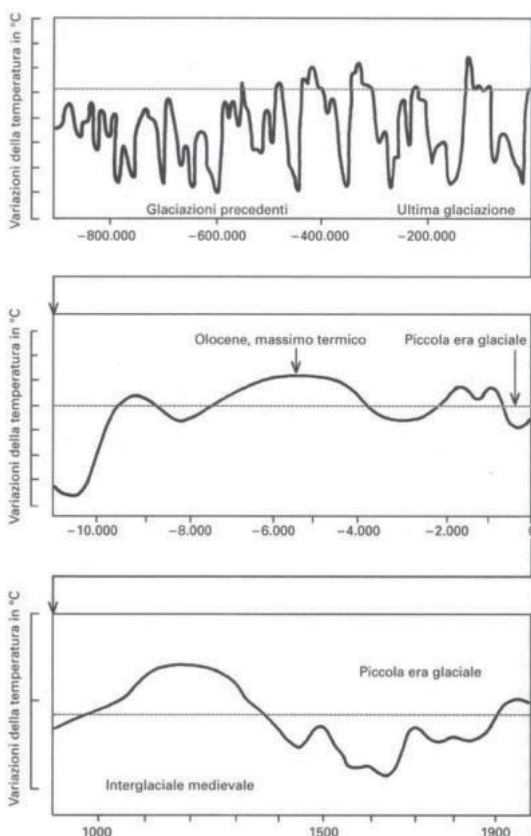 Variazioni della temperatura in °C
Glaciazioni precedenti
Ultima glaciazione
−800.000 −600.000 −400.000 −200.000
Variazioni della temperatura in °C
Olocene, massimo termico
Piccola era glaciale
−10.000 −8.000 −6.000 −4.000 −2.000
Variazioni della temperatura in °C
Piccola era glaciale
Interglaciale medievale
1000 1500 1900